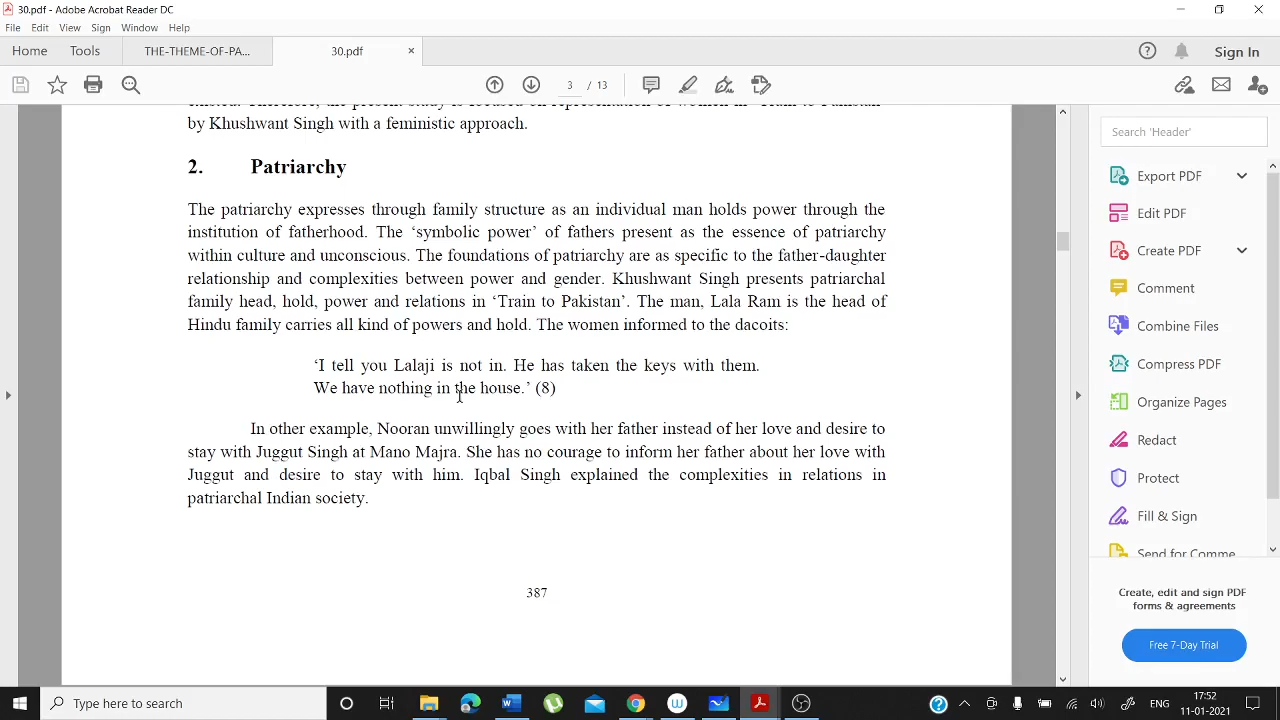 30.pdf - Adobe Acrobat Reader DC
File Edit View Sign Window Help
Home Tools THE-THEME-OF-PA... 30.pdf × Sign In
3 / 13
by Khushwant Singh with a feministic approach.
2. Patriarchy
The patriarchy expresses through family structure as an individual man holds power through the
institution of fatherhood. The ‘symbolic power’ of fathers present as the essence of patriarchy
within culture and unconscious. The foundations of patriarchy are as specific to the father-daughter
relationship and complexities between power and gender. Khushwant Singh presents patriarchal
family head, hold, power and relations in ‘Train to Pakistan’. The man, Lala Ram is the head of
Hindu family carries all kind of powers and hold. The women informed to the dacoits:
‘I tell you Lalaji is not in. He has taken the keys with them.
We have nothing in the house.’ (8)
In other example, Nooran unwillingly goes with her father instead of her love and desire to
stay with Juggut Singh at Mano Majra. She has no courage to inform her father about her love with
Juggut and desire to stay with him. Iqbal Singh explained the complexities in relations in
patriarchal Indian society.
387
Search 'Header'
Export PDF
Edit PDF
Create PDF
Comment
Combine Files
Compress PDF
Organize Pages
Redact
Protect
Fill & Sign
Send for Comme
Create, edit and sign PDF
forms & agreements
Free 7-Day Trial
Type here to search
ENG
17:52
11-01-2021